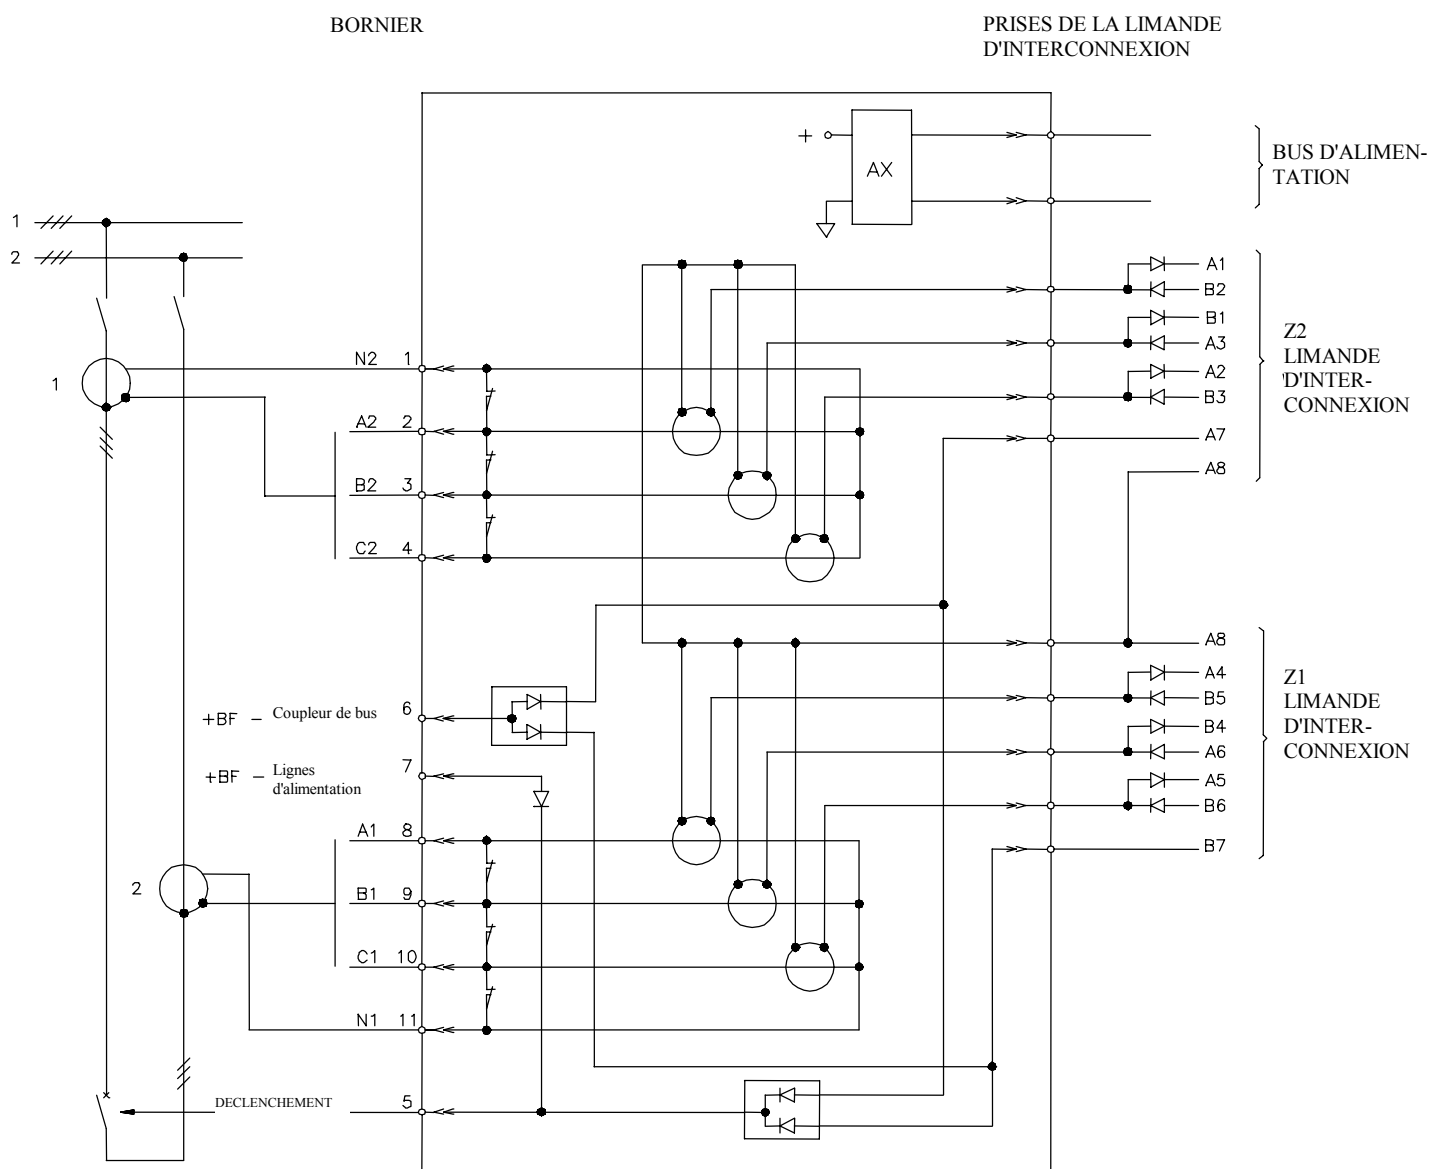 BORNIER
PRISES DE LA LIMANDE
D'INTERCONNEXION
+
AX
BUS D'ALIMEN-
TATION
1
2
A1
B2
B1
A3
A2
B3
A7
A8
Z2
LIMANDE
D'INTER-
CONNEXION
1
N2 1
A2 2
B2 3
C2 4
A8
A4
B5
B4
A6
A5
B6
B7
Z1
LIMANDE
D'INTER-
CONNEXION
+BF – Coupleur de bus 6
+BF – Lignes
d'alimentation
7
2
A1 8
B1 9
C1 10
N1 11
DECLENCHEMENT 5